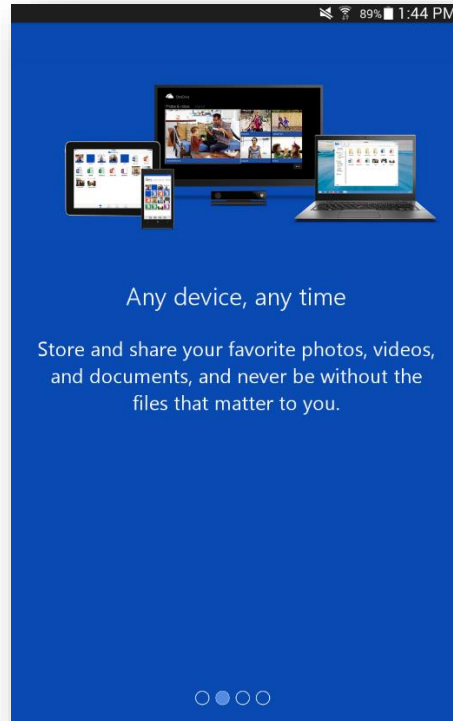 89% 1:44 PM
OneDrive
Any device, any time
Store and share your favorite photos, videos,
and documents, and never be without the
files that matter to you.